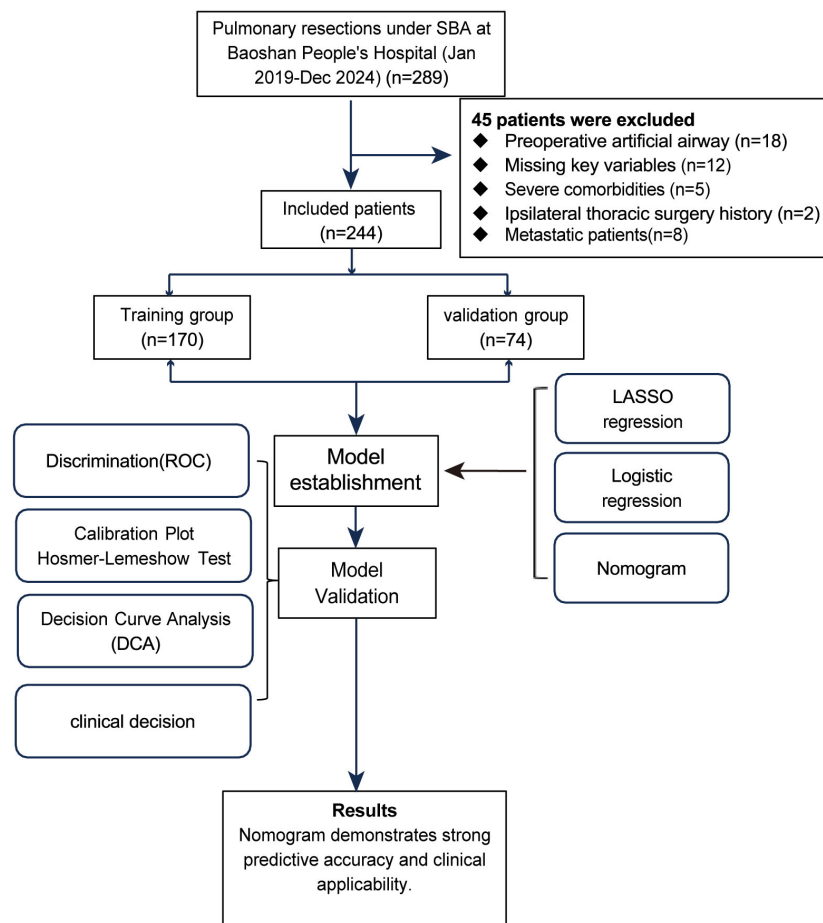 Pulmonary resections under SBA at
Baoshan People's Hospital (Jan
2019-Dec 2024) (n=289)
45 patients were excluded
◆ Preoperative artificial airway (n=18)
◆ Missing key variables (n=12)
◆ Severe comorbidities (n=5)
◆ Ipsilateral thoracic surgery history (n=2)
◆ Metastatic patients(n=8)
Included patients
(n=244)
Training group
(n=170)
validation group
(n=74)
LASSO
regression
Logistic
regression
Nomogram
Model
establishment
Discrimination(ROC)
Calibration Plot
Hosmer-Lemeshow Test
Decision Curve Analysis
(DCA)
clinical decision
Model
Validation
Results
Nomogram demonstrates strong
predictive accuracy and clinical
applicability.